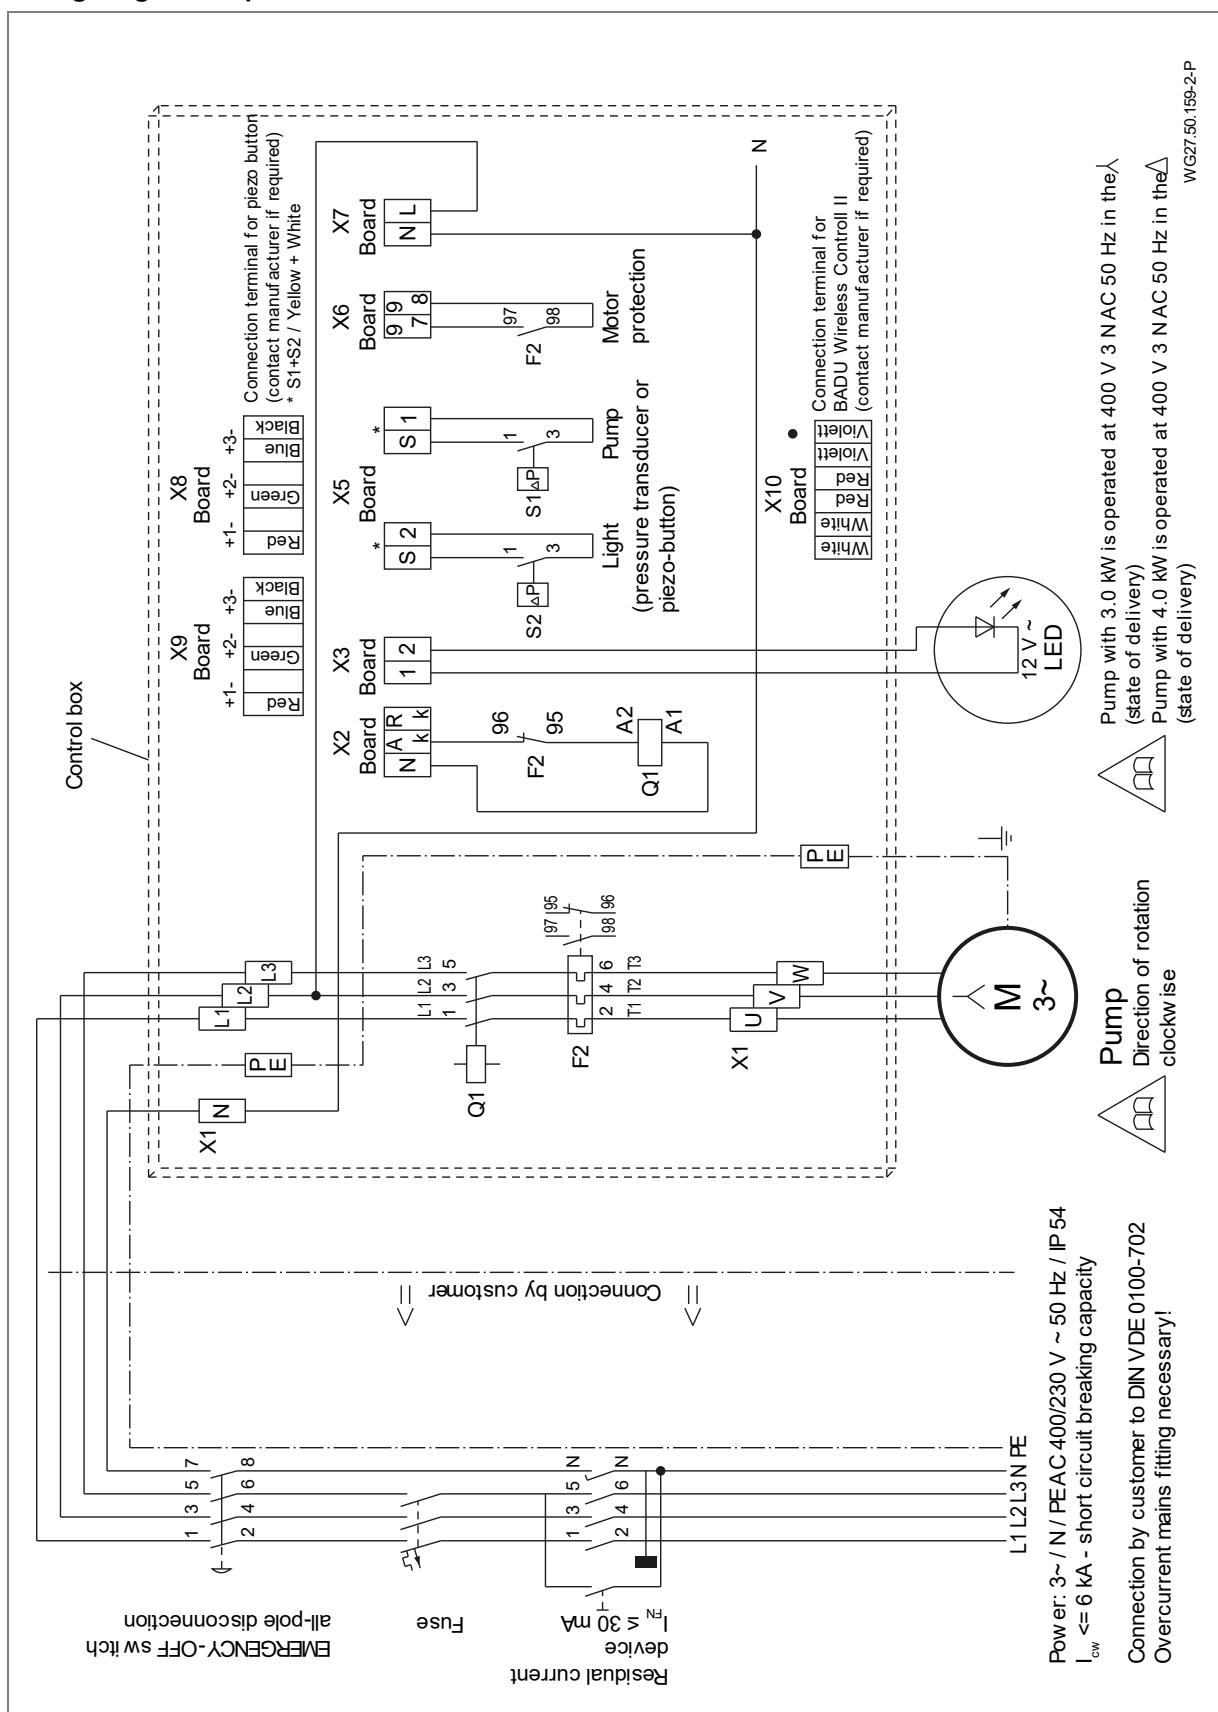 WG27.50.159-2-P
Control box
X9
Board
+1- +2- +3-
Red
Green
Blue
Black
X8
Board
+1- +2- +3-
Red
Green
Blue
Black
Connection terminal for piezo button
(contact manufacturer if required)
* S1+S2 / Yellow + White
X2
Board
N
A
k
R
k
96
95
F2
A2
A1
Q1
X3
Board
1 2
12 V ~
LED
X5
Board
*
S 2
1
3
S2
ΔP
Light
*
S 1
1
3
S1
ΔP
Pump
(pressure transducer or
piezo-button)
X6
Board
9 9
7 8
97
98
F2
Motor
protection
X7
Board
N L
N
X10
Board
White
White
Red
Red
Violett
Violett
Connection terminal for
BADU Wireless Controll II
(contact manufacturer if required)
X1
N
PE
L1
L2
L3
L1 L2 L3
1 3 5
Q1
F2
97 95
98 96
2 4 6
T1 T2 T3
X1
U
V
W
PE
M
3~
Pump
Direction of rotation
clockwise
Pump with 3.0 kW is operated at 400 V 3 N AC 50 Hz in the
(state of delivery)
Pump with 4.0 kW is operated at 400 V 3 N AC 50 Hz in the
(state of delivery)
Connection by customer
EMERGENCY-OFF switch
all-pole disconnection
1 3 5 7
2 4 6 8
Fuse
Residual current
device
I FN ≤ 30 mA
1 3 5 N
2 4 6 N
L1 L2 L3 N PE
Power: 3~ / N / PE AC 400/230 V ~ 50 Hz / IP 54
Icw <= 6 kA - short circuit breaking capacity
Connection by customer to DIN VDE 0100-702
Overcurrent mains fitting necessary!